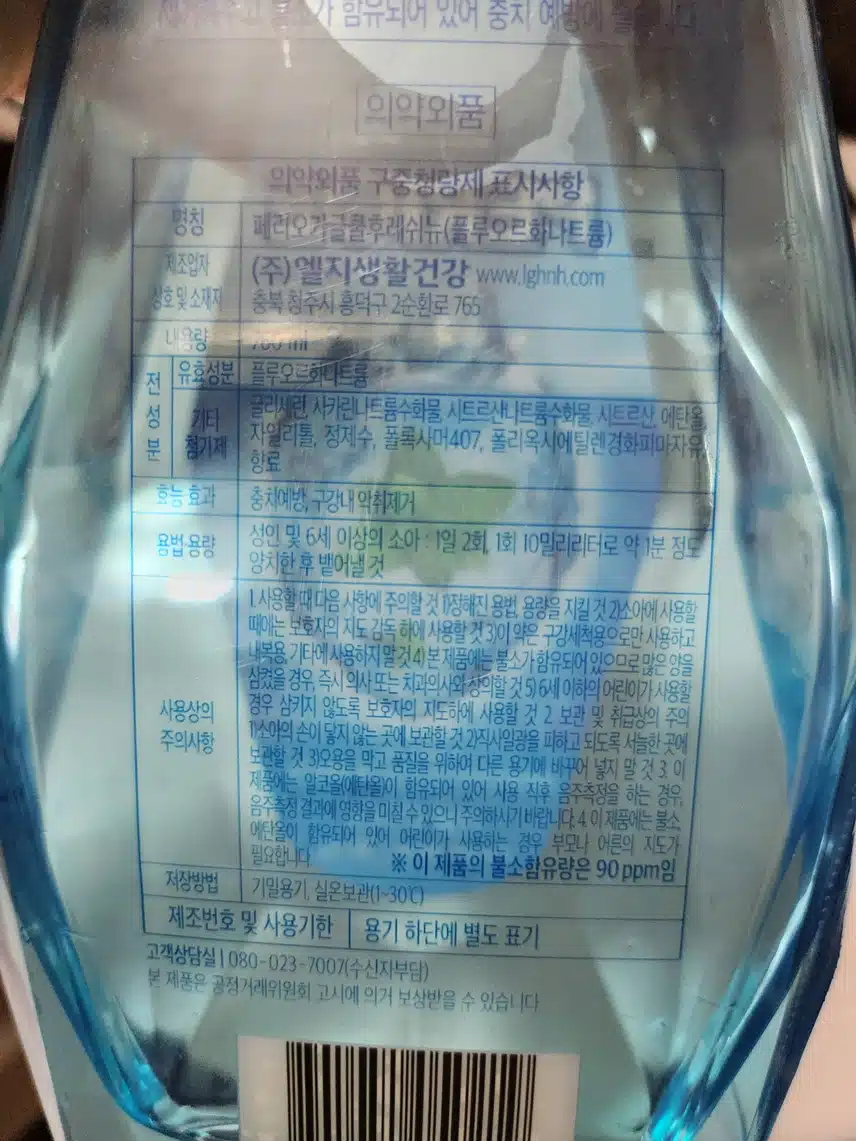 가 함유되어 있어 충치 예방에
의약외품
의약외품 구중청량제 표시사항
명칭
페리오가글쿨후레쉬뉴(플루오르화나트륨)
제조업자
상호 및 소재지
(주)엘지생활건강 www.lghnh.com
충북 청주시 흥덕구 2순환로 765
내용량
ml
전성분
유효성분
플루오르화나트륨
기타
첨가제
글리세린, 사카린나트륨수화물, 시트르산나트륨수화물, 시트르산, 에탄올,
자일리톨, 정제수, 폴록사머407, 폴리옥시에틸렌경화피마자유,
향료
효능·효과
충치예방, 구강내 악취제거
용법·용량
성인 및 6세 이상의 소아 : 1일 2회, 1회 10밀리리터로 약 1분 정도
양치한 후 뱉어낼 것
사용상의
주의사항
1. 사용할 때 다음 사항에 주의할 것 1)정해진 용법, 용량을 지킬 것 2)소아에 사용할
때에는 보호자의 지도 감독 하에 사용할 것 3)이 약은 구강세척용으로만 사용하고
내복용, 기타에 사용하지 말 것 4) 본 제품에는 불소가 함유되어 있으므로 많은 양을
삼켰을 경우, 즉시 의사 또는 치과의사와 상의할 것 5) 6세 이하의 어린이가 사용할
경우 삼키지 않도록 보호자의 지도하에 사용할 것 2. 보관 및 취급상의 주의
1)소아의 손이 닿지 않는 곳에 보관할 것 2)직사일광을 피하고 되도록 서늘한 곳에
보관할 것 3)오용을 막고 품질을 위하여 다른 용기에 바꾸어 넣지 말 것 3. 이
제품에는 알코올(에탄올)이 함유되어 있어 사용 직후 음주측정을 하는 경우,
음주측정 결과에 영향을 미칠 수 있으니 주의하시기 바랍니다. 4. 이 제품에는 불소,
에탄올이 함유되어 있어 어린이가 사용하는 경우 부모나 어른의 지도가
필요합니다.
※ 이 제품의 불소함유량은 90 ppm임
저장방법
기밀용기, 실온보관(1~30℃)
제조번호 및 사용기한
용기 하단에 별도 표기
고객상담실 | 080-023-7007(수신자부담)
본 제품은 공정거래위원회 고시에 의거 보상받을 수 있습니다